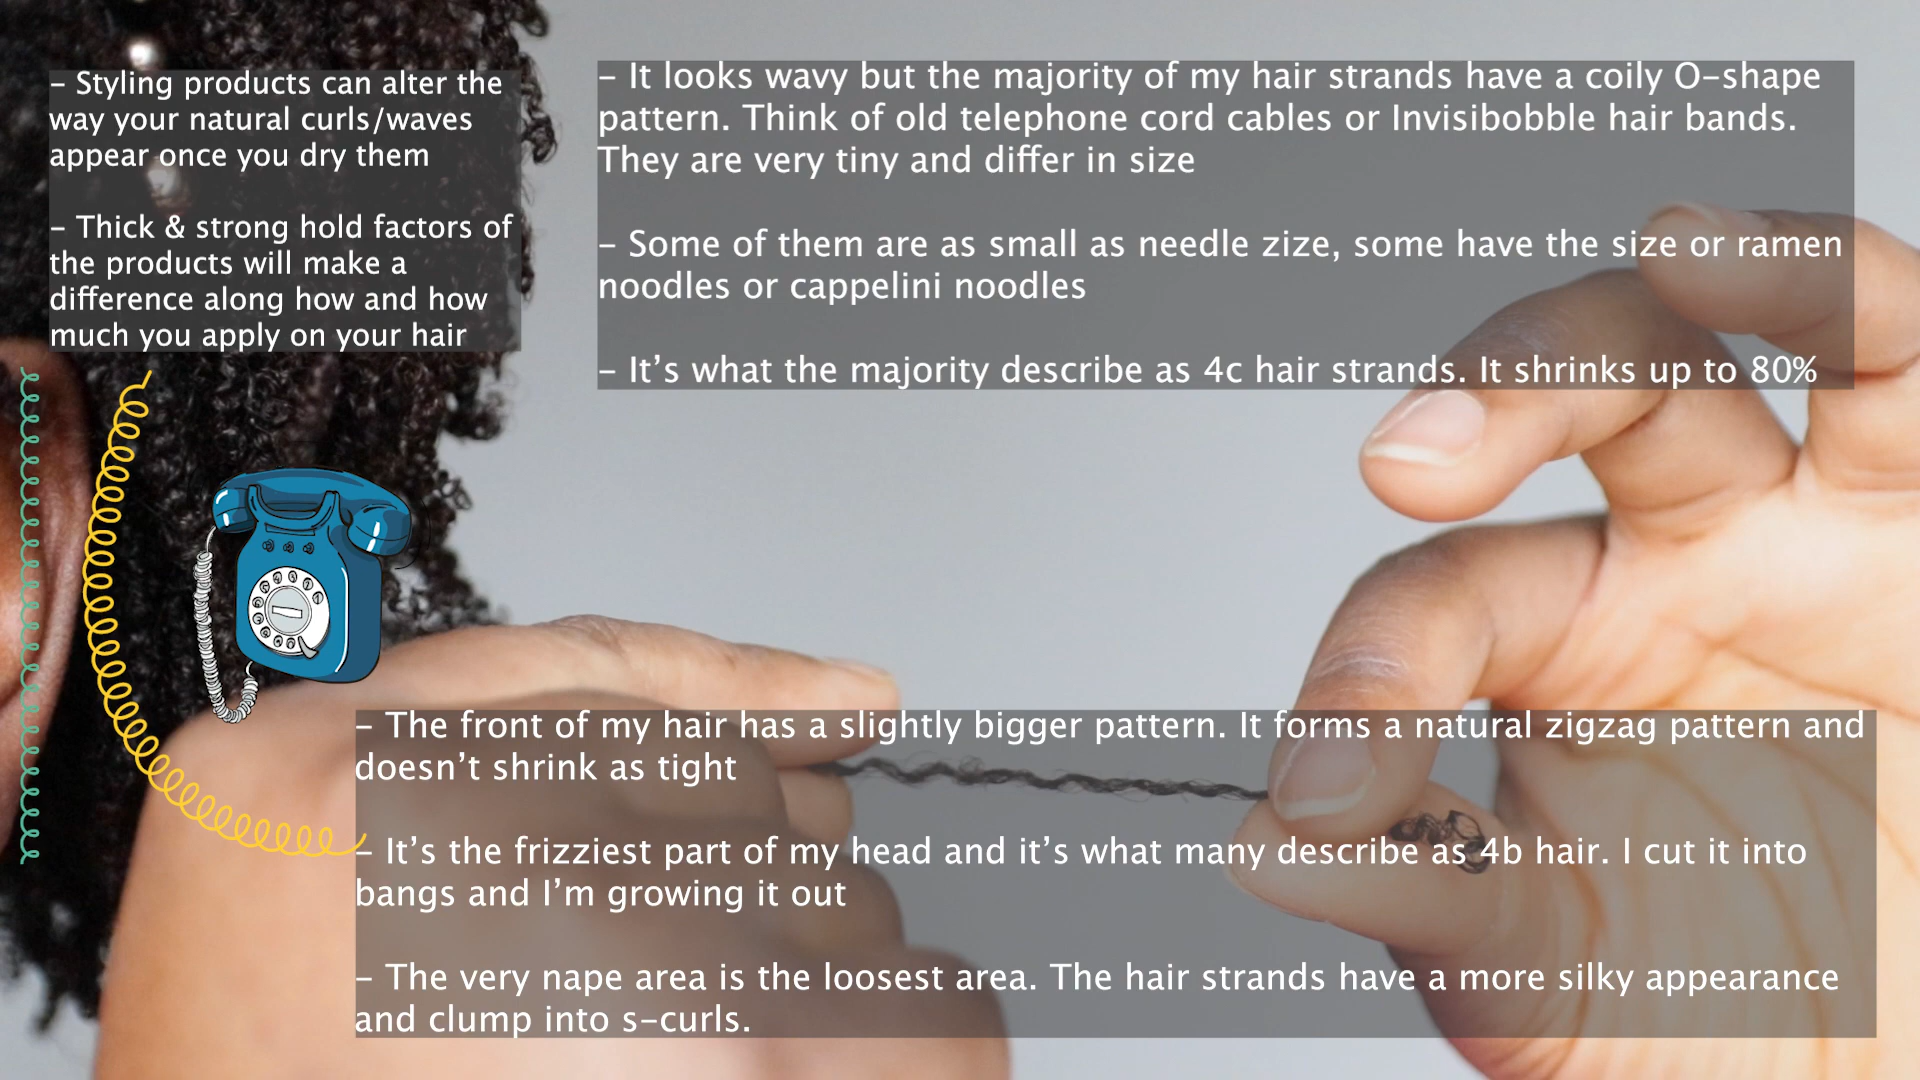 - Styling products can alter the
way your natural curls/waves
appear once you dry them
- Thick & strong hold factors of
the products will make a
difference along how and how
much you apply on your hair
- It looks wavy but the majority of my hair strands have a coily O-shape
pattern. Think of old telephone cord cables or Invisibobble hair bands.
They are very tiny and differ in size
- Some of them are as small as needle zize, some have the size or ramen
noodles or cappelini noodles
- It's what the majority describe as 4c hair strands. It shrinks up to 80%
- The front of my hair has a slightly bigger pattern. It forms a natural zigzag pattern and
doesn't shrink as tight
- It's the frizziest part of my head and it's what many describe as 4b hair. I cut it into
bangs and I'm growing it out
- The very nape area is the loosest area. The hair strands have a more silky appearance
and clump into s-curls.